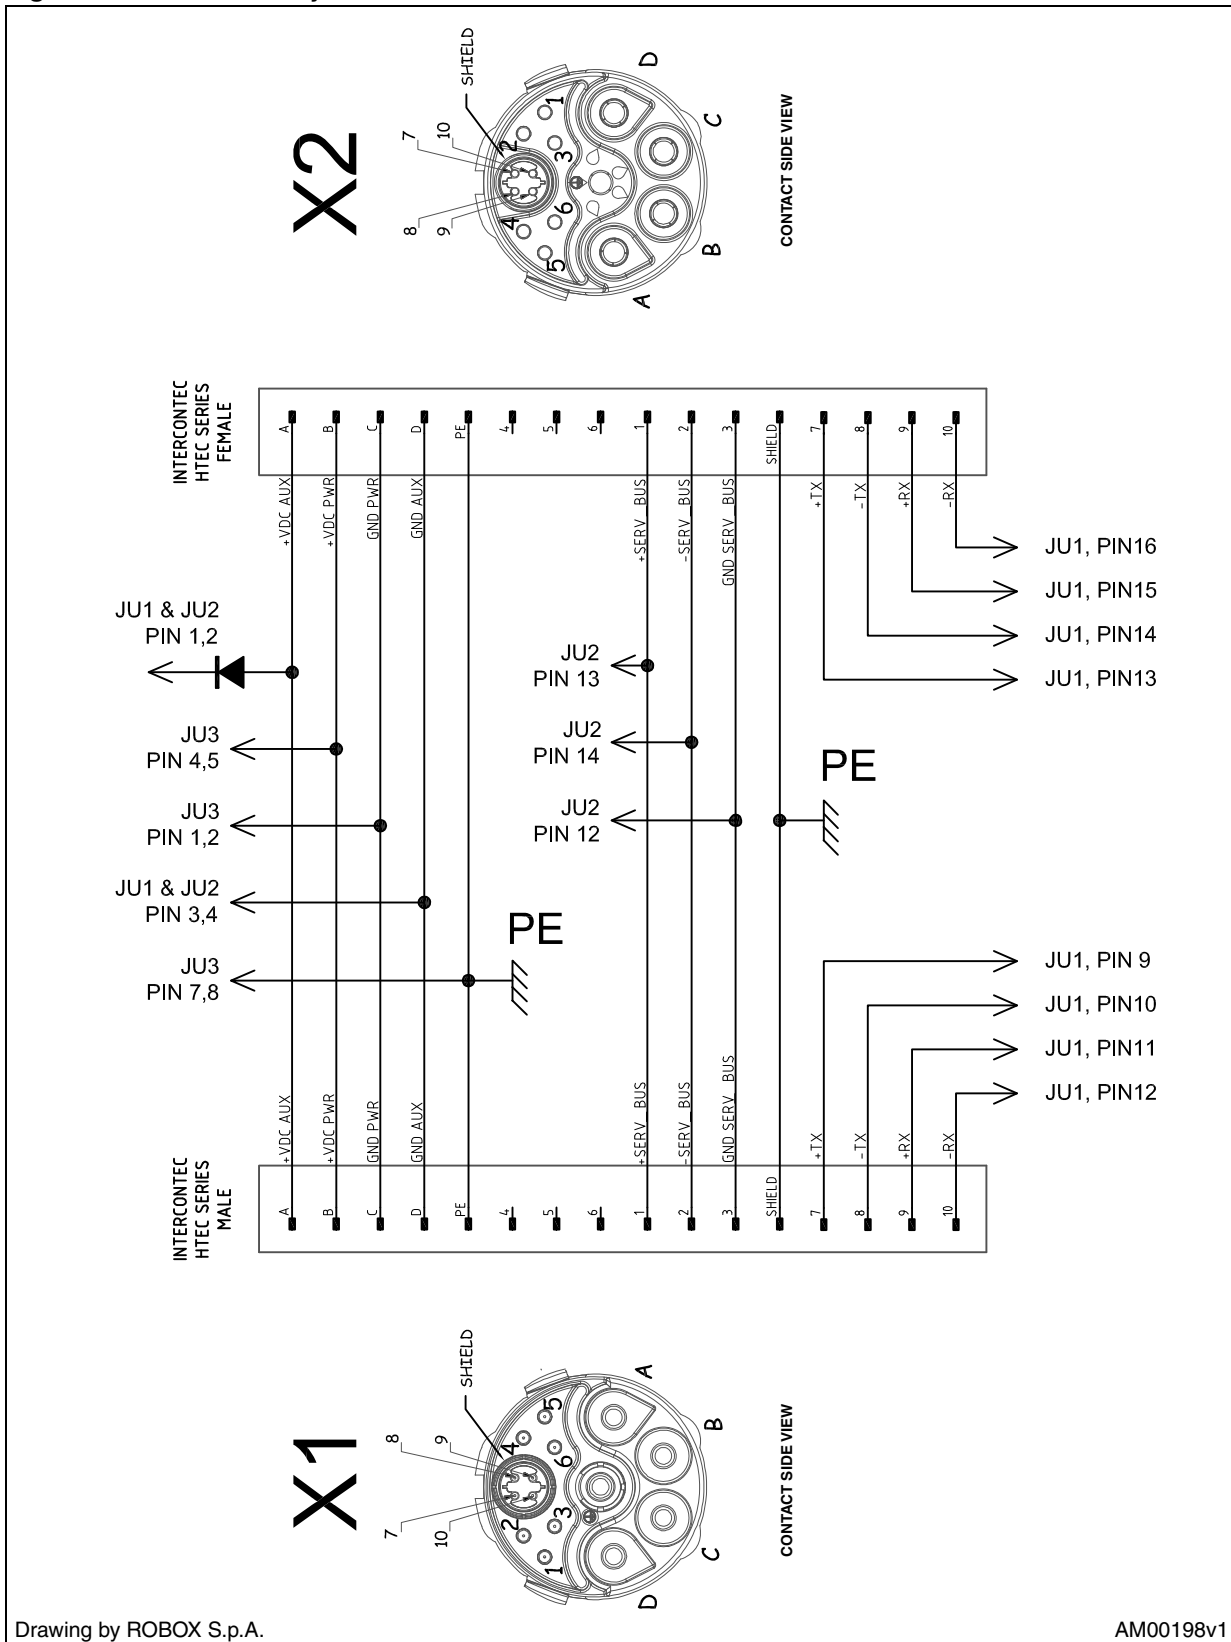 SHIELD
D
C
B
A
1
2
3
4
5
6
7
10
8
9
X2
CONTACT SIDE VIEW
INTERCONTEC
HTEC SERIES
FEMALE
A
B
C
D
PE
4
5
6
1
2
3
SHIELD
7
8
9
10
+VDC AUX
+VDC PWR
GND PWR
GND AUX
+SERV_BUS
-SERV_BUS
GND SERV_BUS
+TX
-TX
+RX
-RX
JU1, PIN16
JU1, PIN15
JU1, PIN14
JU1, PIN13
JU1 & JU2
PIN 1,2
JU3
PIN 4,5
JU3
PIN 1,2
JU1 & JU2
PIN 3,4
JU3
PIN 7,8
PE
JU2
PIN 13
JU2
PIN 14
JU2
PIN 12
PE
JU1, PIN 9
JU1, PIN10
JU1, PIN11
JU1, PIN12
+VDC AUX
+VDC PWR
GND PWR
GND AUX
+SERV_BUS
-SERV_BUS
GND SERV_BUS
+TX
-TX
+RX
-RX
INTERCONTEC
HTEC SERIES
MALE
A
B
C
D
PE
4
5
6
1
2
3
SHIELD
7
8
9
10
SHIELD
X1
8
9
7
10
5
4
6
2
3
1
A
B
C
D
CONTACT SIDE VIEW
Drawing by ROBOX S.p.A.
AM00198v1